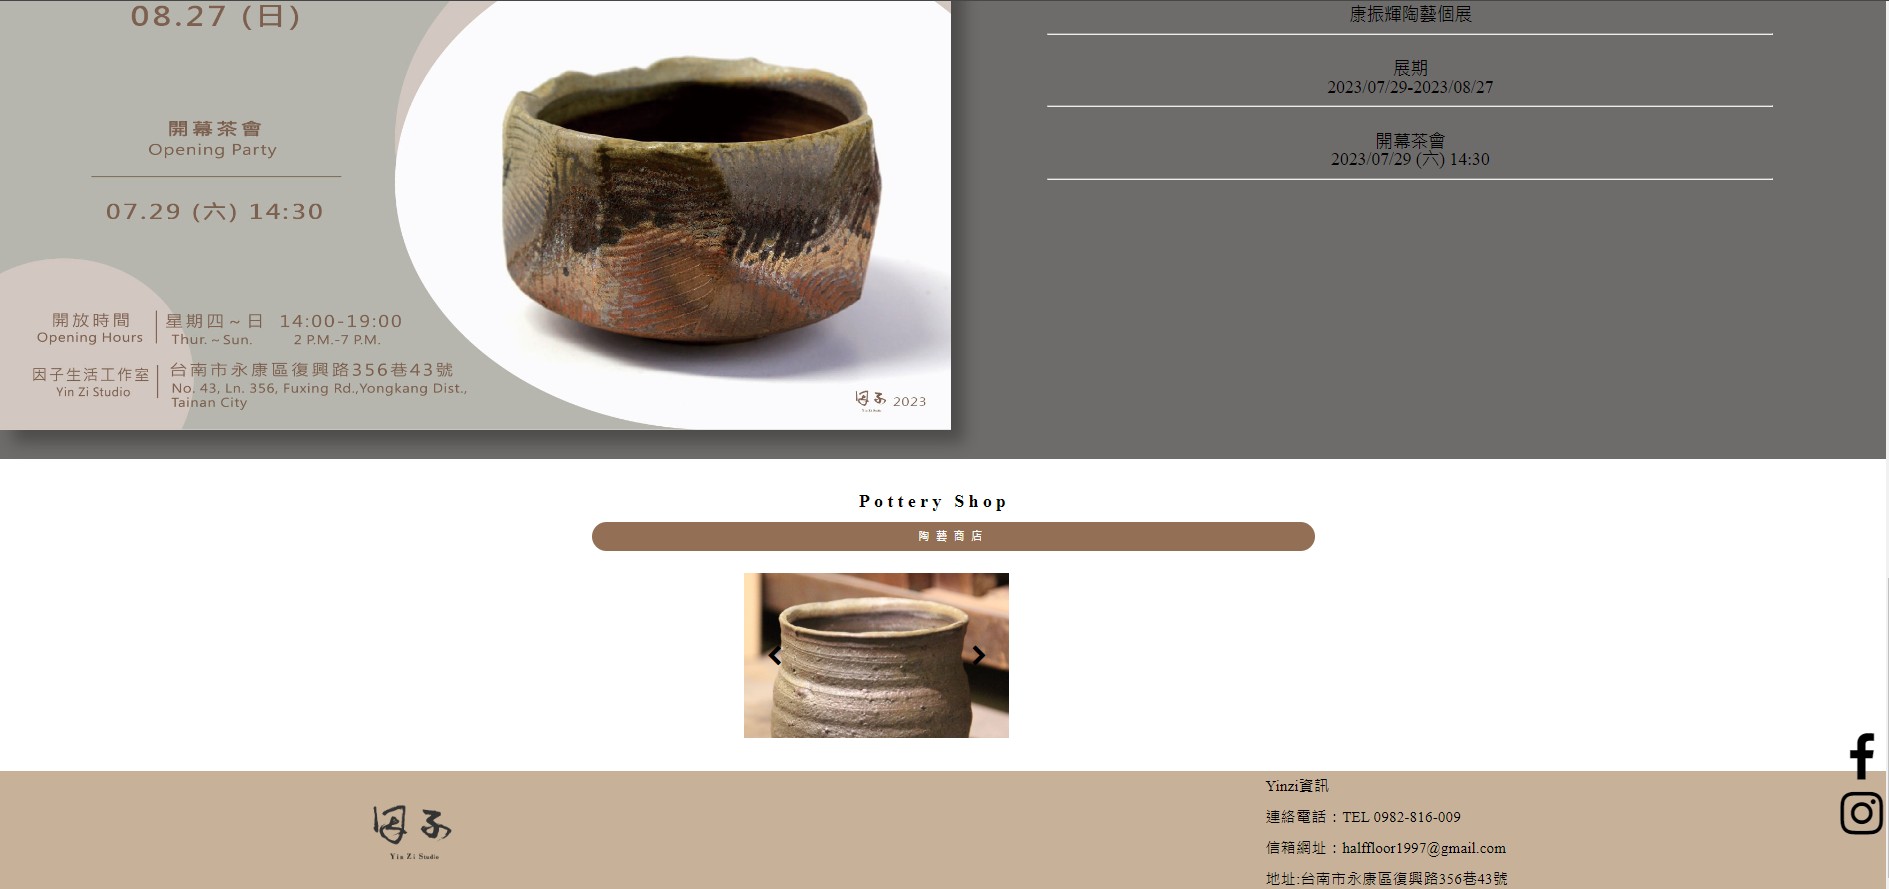 08.27 (日)
開幕茶會
Opening Party
07.29 (六) 14:30
開放時間
Opening Hours
星期四~日 14:00-19:00
Thur. ~ Sun. 2 P.M.-7 P.M.
因子生活工作室
Yin Zi Studio
台南市永康區復興路356巷43號
No. 43, Ln. 356, Fuxing Rd.,Yongkang Dist.,
Tainan City
因子 2023
Yin Zi Studio
康振輝陶藝個展
展期
2023/07/29-2023/08/27
開幕茶會
2023/07/29 (六) 14:30
Pottery Shop
陶藝商店
因子
Yin Zi Studio
Yinzi資訊
連絡電話：TEL 0982-816-009
信箱網址：halffloor1997@gmail.com
地址:台南市永康區復興路356巷43號